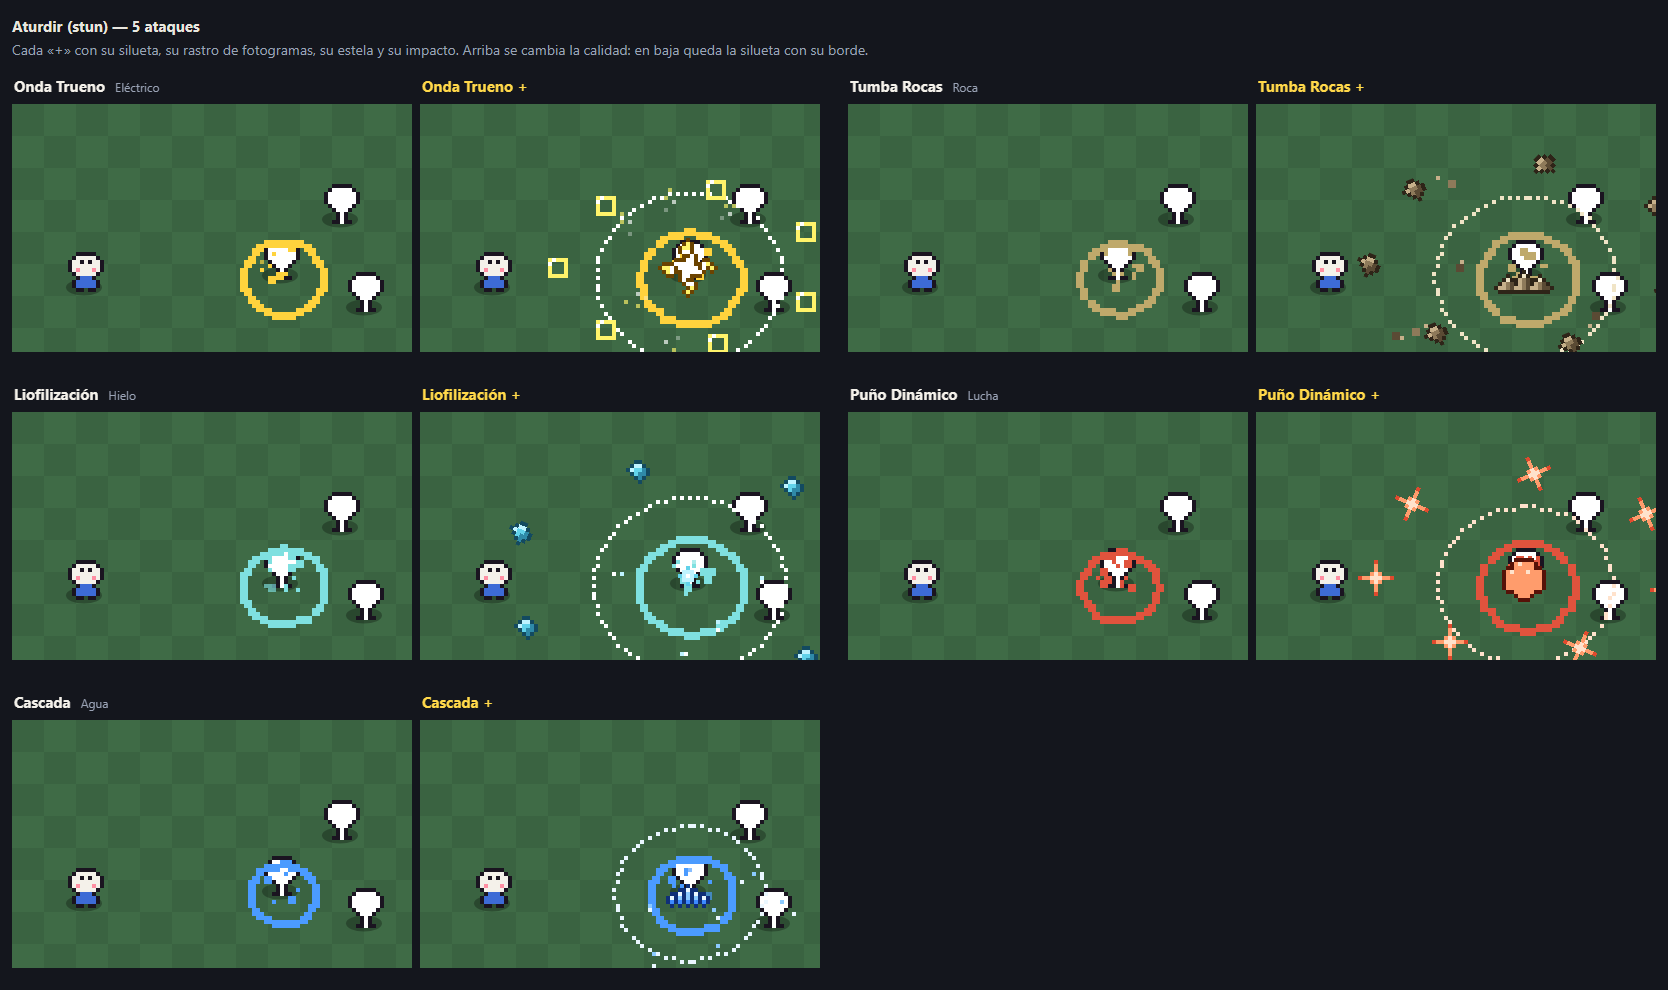 Aturdir (stun) — 5 ataques
Cada «+» con su silueta, su rastro de fotogramas, su estela y su impacto. Arriba se cambia la calidad: en baja queda la silueta con su borde.
Onda Trueno Eléctrico
Onda Trueno +
Tumba Rocas Roca
Tumba Rocas +
Liofilización Hielo
Liofilización +
Puño Dinámico Lucha
Puño Dinámico +
Cascada Agua
Cascada +